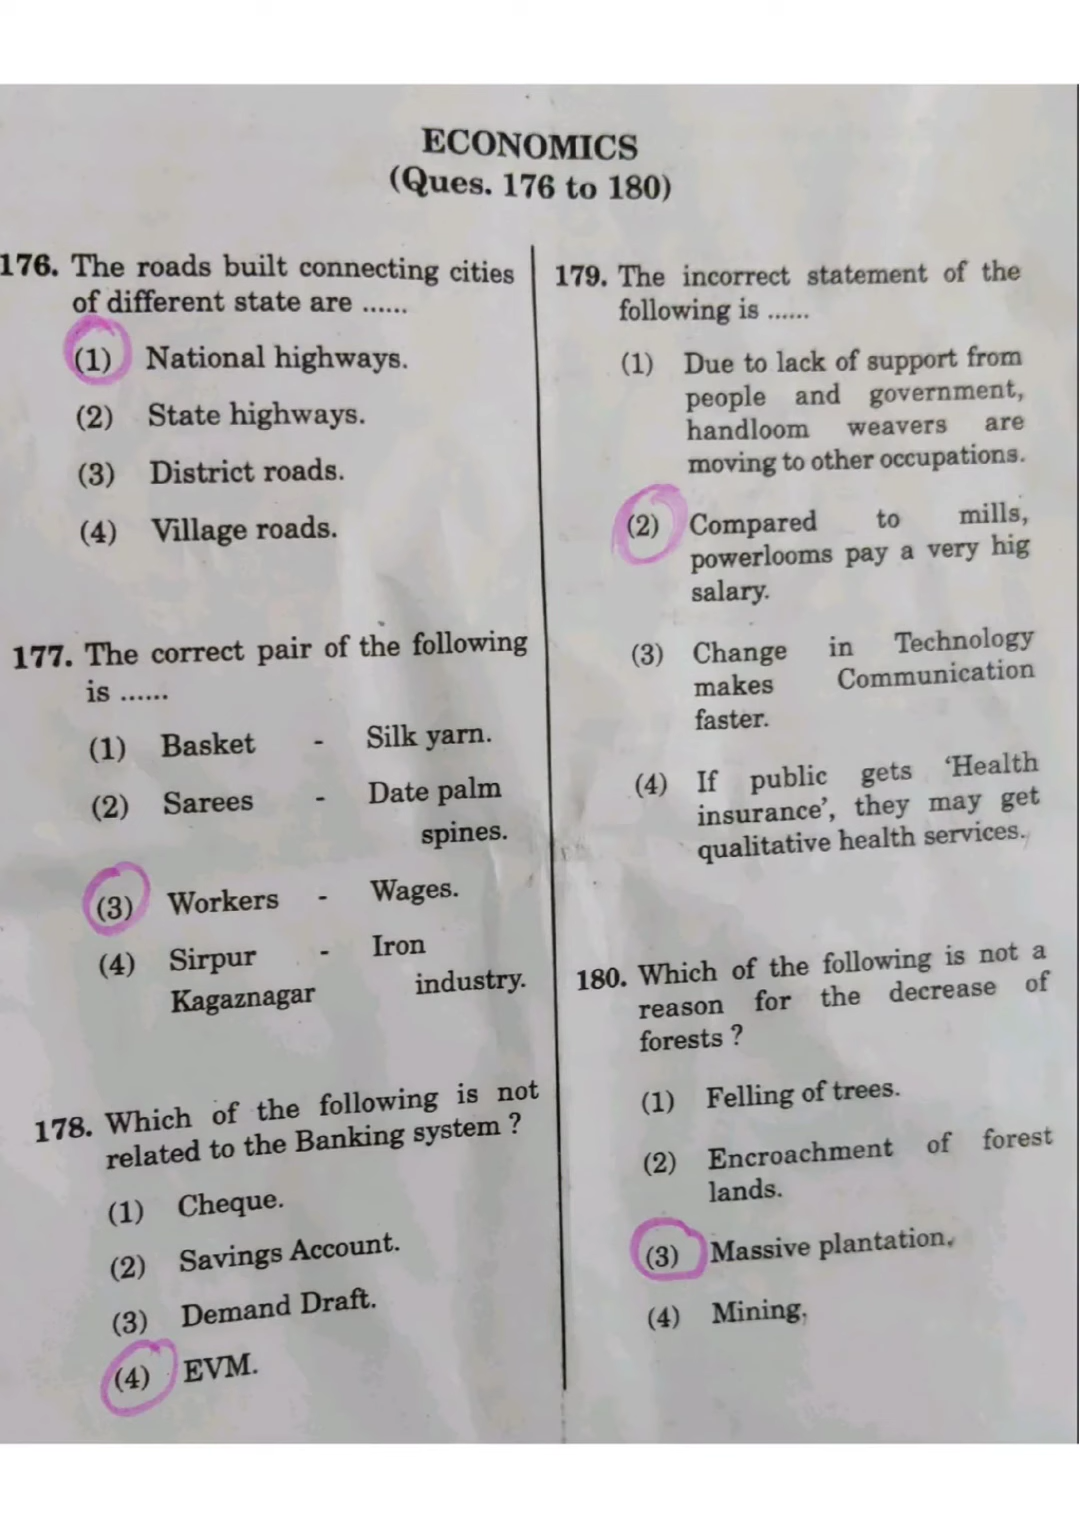 ECONOMICS
(Ques. 176 to 180)
176. The roads built connecting cities
of different state are ......
(1) National highways.
(2) State highways.
(3) District roads.
(4) Village roads.
177. The correct pair of the following
is ......
(1) Basket - Silk yarn.
(2) Sarees - Date palm
spines.
(3) Workers - Wages.
(4) Sirpur - Iron
Kagaznagar industry.
178. Which of the following is not
related to the Banking system ?
(1) Cheque.
(2) Savings Account.
(3) Demand Draft.
(4) EVM.
179. The incorrect statement of the
following is ......
(1) Due to lack of support from
people and government,
handloom weavers are
moving to other occupations.
(2) Compared to mills,
powerlooms pay a very hig
salary.
(3) Change in Technology
makes Communication
faster.
(4) If public gets ‘Health
insurance’, they may get
qualitative health services.
180. Which of the following is not a
reason for the decrease of
forests ?
(1) Felling of trees.
(2) Encroachment of forest
lands.
(3) Massive plantation.
(4) Mining.